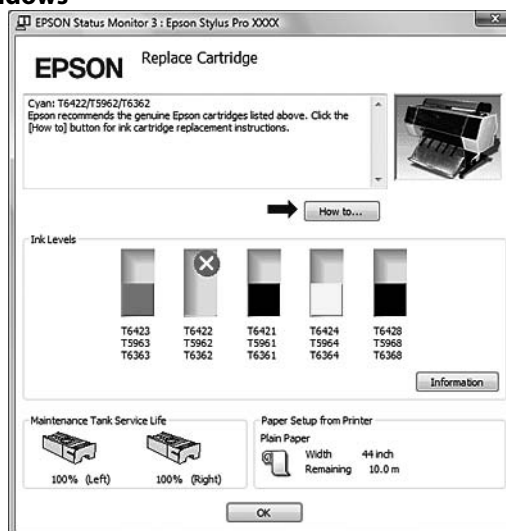 ndows
EPSON Status Monitor 3 : Epson Stylus Pro XXXX
EPSON Replace Cartridge
Cyan: T6422/T5962/T6362
Epson recommends the genuine Epson cartridges listed above. Click the
[How to] button for ink cartridge replacement instructions.
How to...
Ink Levels
T6423 T6422 T6421 T6424 T6428
T5963 T5962 T5961 T5964 T5968
T6363 T6362 T6361 T6364 T6368
Information
Maintenance Tank Service Life
100% (Left) 100% (Right)
Paper Setup from Printer
Plain Paper
Width 44 inch
Remaining 10.0 m
OK